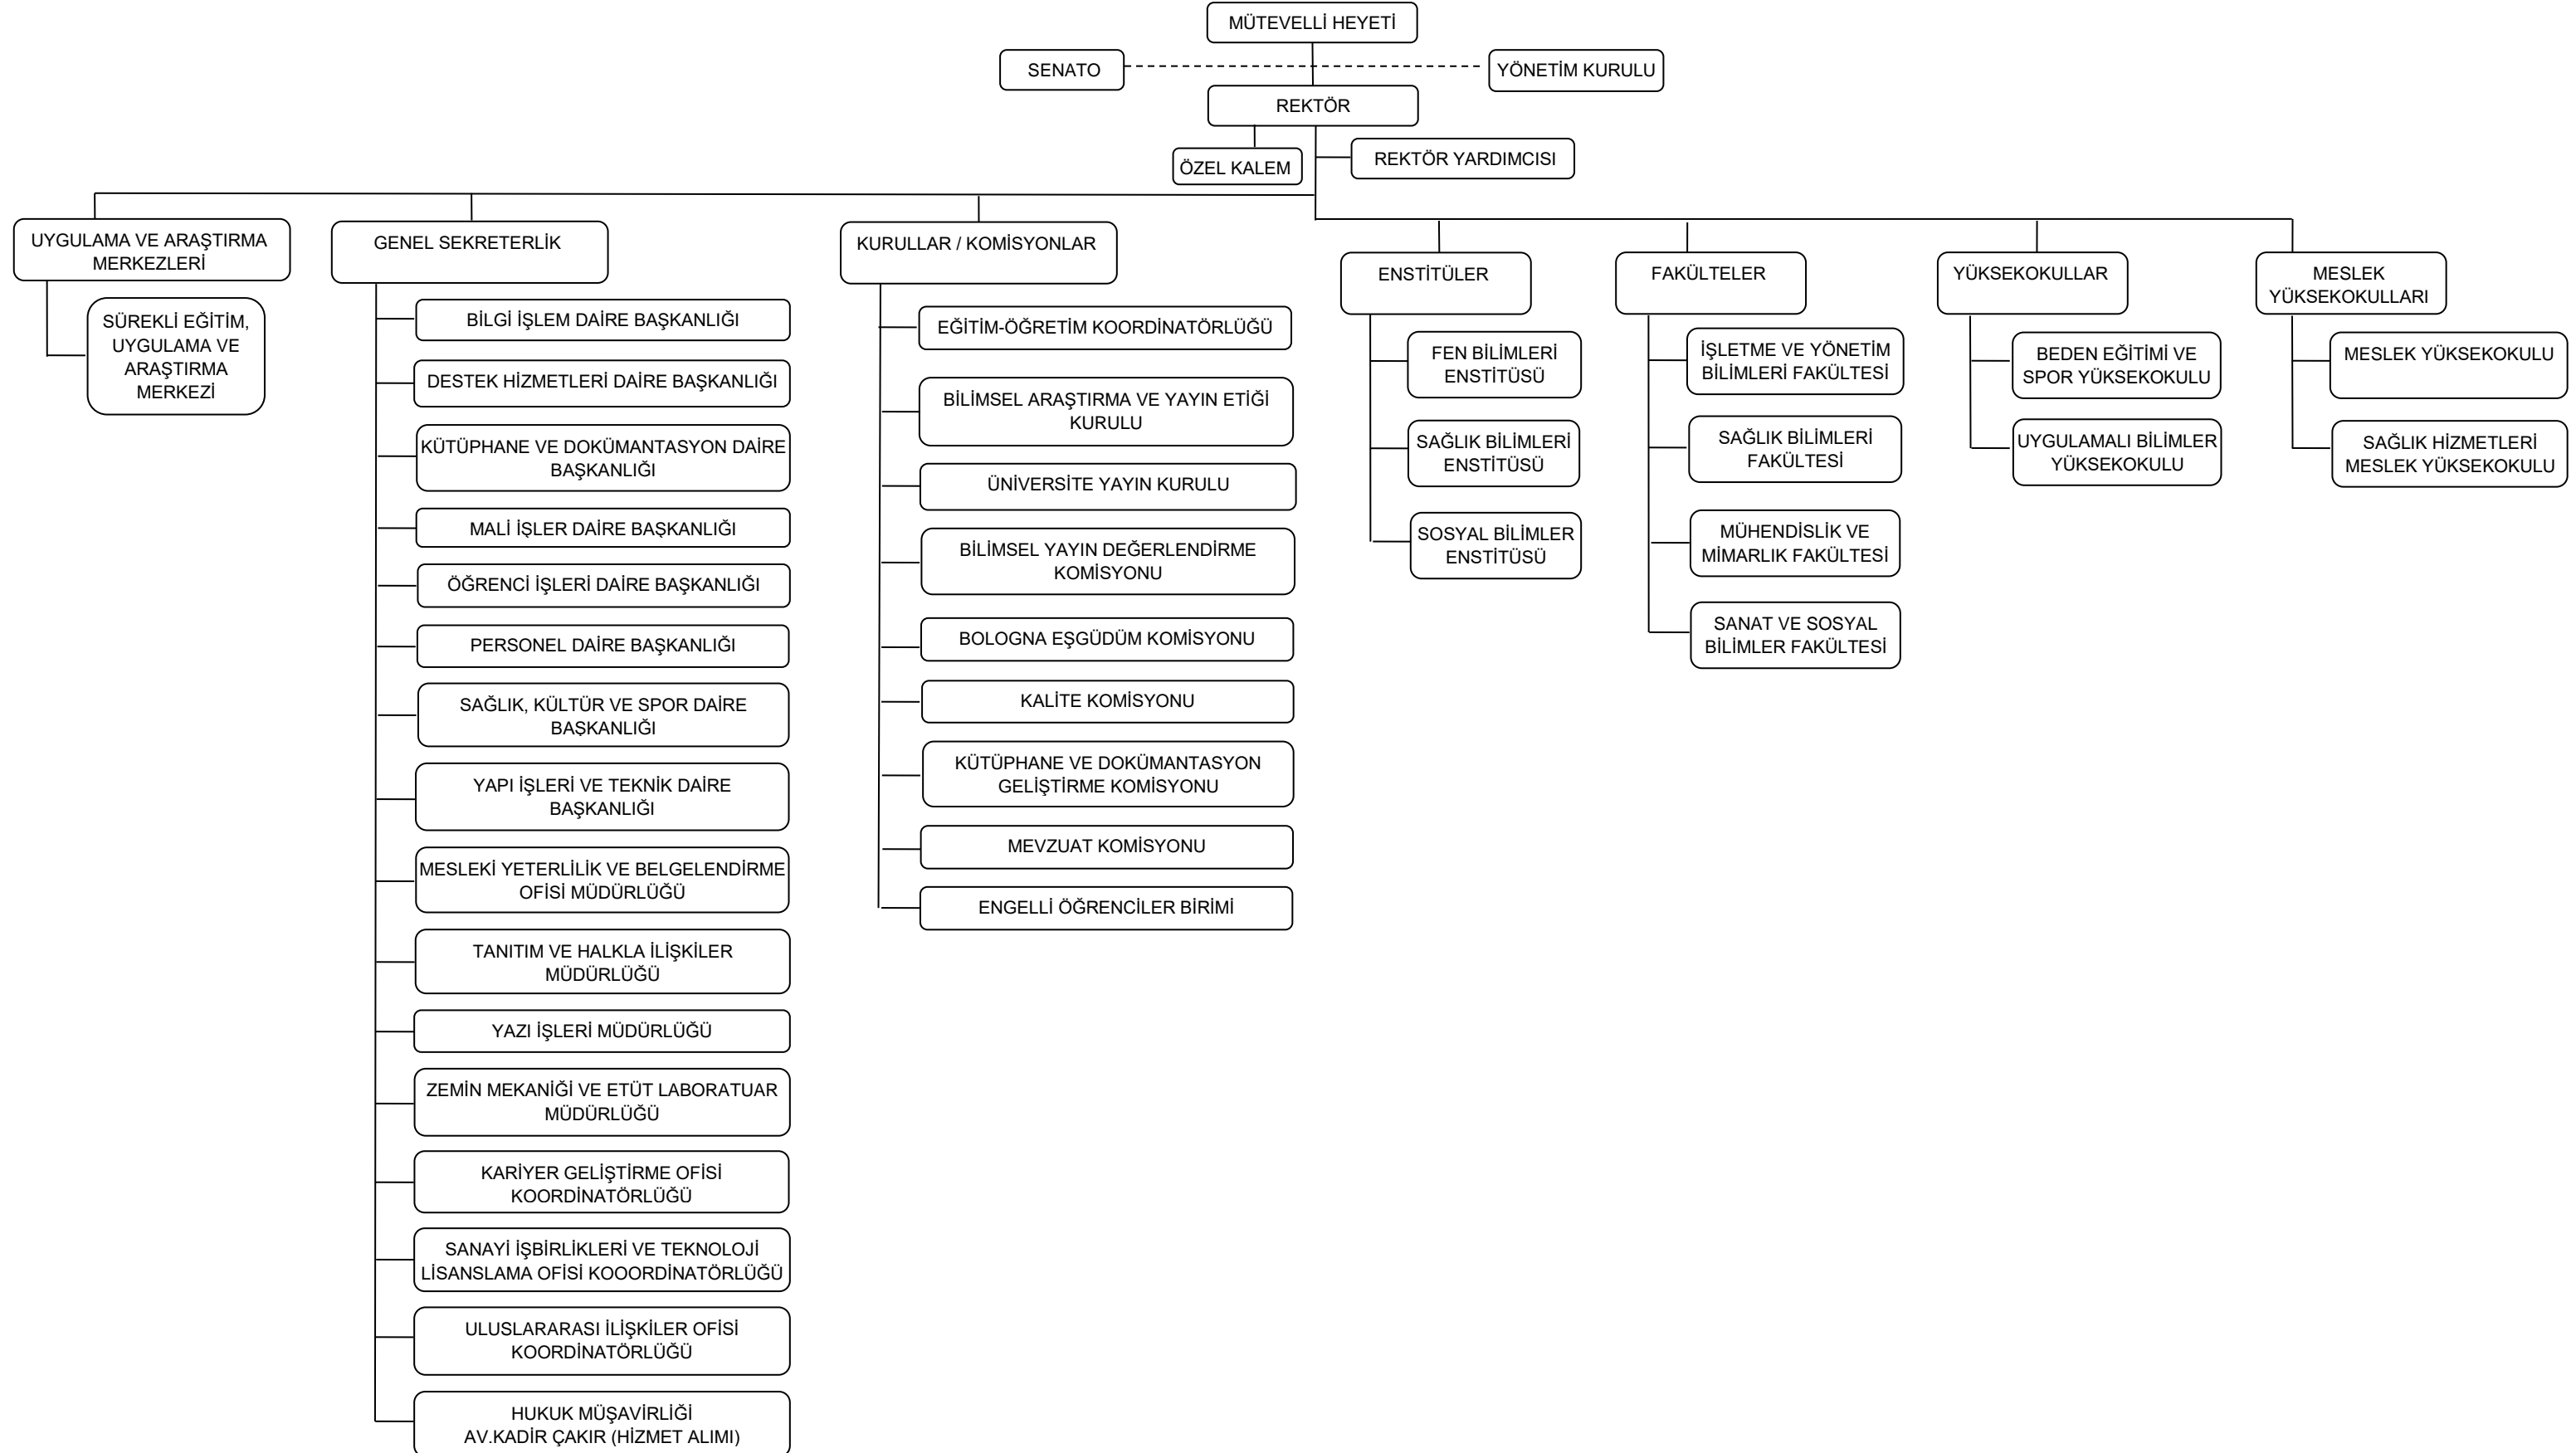 MÜTEVELLİ HEYETİ
SENATO
YÖNETİM KURULU
REKTÖR
ÖZEL KALEM
REKTÖR YARDIMCISI
UYGULAMA VE ARAŞTIRMA
MERKEZLERİ
SÜREKLİ EĞİTİM,
UYGULAMA VE
ARAŞTIRMA
MERKEZİ
GENEL SEKRETERLİK
BİLGİ İŞLEM DAİRE BAŞKANLIĞI
DESTEK HİZMETLERİ DAİRE BAŞKANLIĞI
KÜTÜPHANE VE DOKÜMANTASYON DAİRE
BAŞKANLIĞI
MALİ İŞLER DAİRE BAŞKANLIĞI
ÖĞRENCİ İŞLERİ DAİRE BAŞKANLIĞI
PERSONEL DAİRE BAŞKANLIĞI
SAĞLIK, KÜLTÜR VE SPOR DAİRE
BAŞKANLIĞI
YAPI İŞLERİ VE TEKNİK DAİRE
BAŞKANLIĞI
MESLEKİ YETERLİLİK VE BELGELENDİRME
OFİSİ MÜDÜRLÜĞÜ
TANITIM VE HALKLA İLİŞKİLER
MÜDÜRLÜĞÜ
YAZI İŞLERİ MÜDÜRLÜĞÜ
ZEMİN MEKANİĞİ VE ETÜT LABORATUAR
MÜDÜRLÜĞÜ
KARİYER GELİŞTİRME OFİSİ
KOORDİNATÖRLÜĞÜ
SANAYİ İŞBİRLİKLERİ VE TEKNOLOJİ
LİSANSLAMA OFİSİ KOOORDİNATÖRLÜĞÜ
ULUSLARARASI İLİŞKİLER OFİSİ
KOORDİNATÖRLÜĞÜ
HUKUK MÜŞAVİRLİĞİ
AV.KADİR ÇAKIR (HİZMET ALIMI)
KURULLAR / KOMİSYONLAR
EĞİTİM-ÖĞRETİM KOORDİNATÖRLÜĞÜ
BİLİMSEL ARAŞTIRMA VE YAYIN ETİĞİ
KURULU
ÜNİVERSİTE YAYIN KURULU
BİLİMSEL YAYIN DEĞERLENDİRME
KOMİSYONU
BOLOGNA EŞGÜDÜM KOMİSYONU
KALİTE KOMİSYONU
KÜTÜPHANE VE DOKÜMANTASYON
GELİŞTİRME KOMİSYONU
MEVZUAT KOMİSYONU
ENGELLİ ÖĞRENCİLER BİRİMİ
ENSTİTÜLER
FEN BİLİMLERİ
ENSTİTÜSÜ
SAĞLIK BİLİMLERİ
ENSTİTÜSÜ
SOSYAL BİLİMLER
ENSTİTÜSÜ
FAKÜLTELER
İŞLETME VE YÖNETİM
BİLİMLERİ FAKÜLTESİ
SAĞLIK BİLİMLERİ
FAKÜLTESİ
MÜHENDİSLİK VE
MİMARLIK FAKÜLTESİ
SANAT VE SOSYAL
BİLİMLER FAKÜLTESİ
YÜKSEKOKULLAR
BEDEN EĞİTİMİ VE
SPOR YÜKSEKOKULU
UYGULAMALI BİLİMLER
YÜKSEKOKULU
MESLEK
YÜKSEKOKULLARI
MESLEK YÜKSEKOKULU
SAĞLIK HİZMETLERİ
MESLEK YÜKSEKOKULU